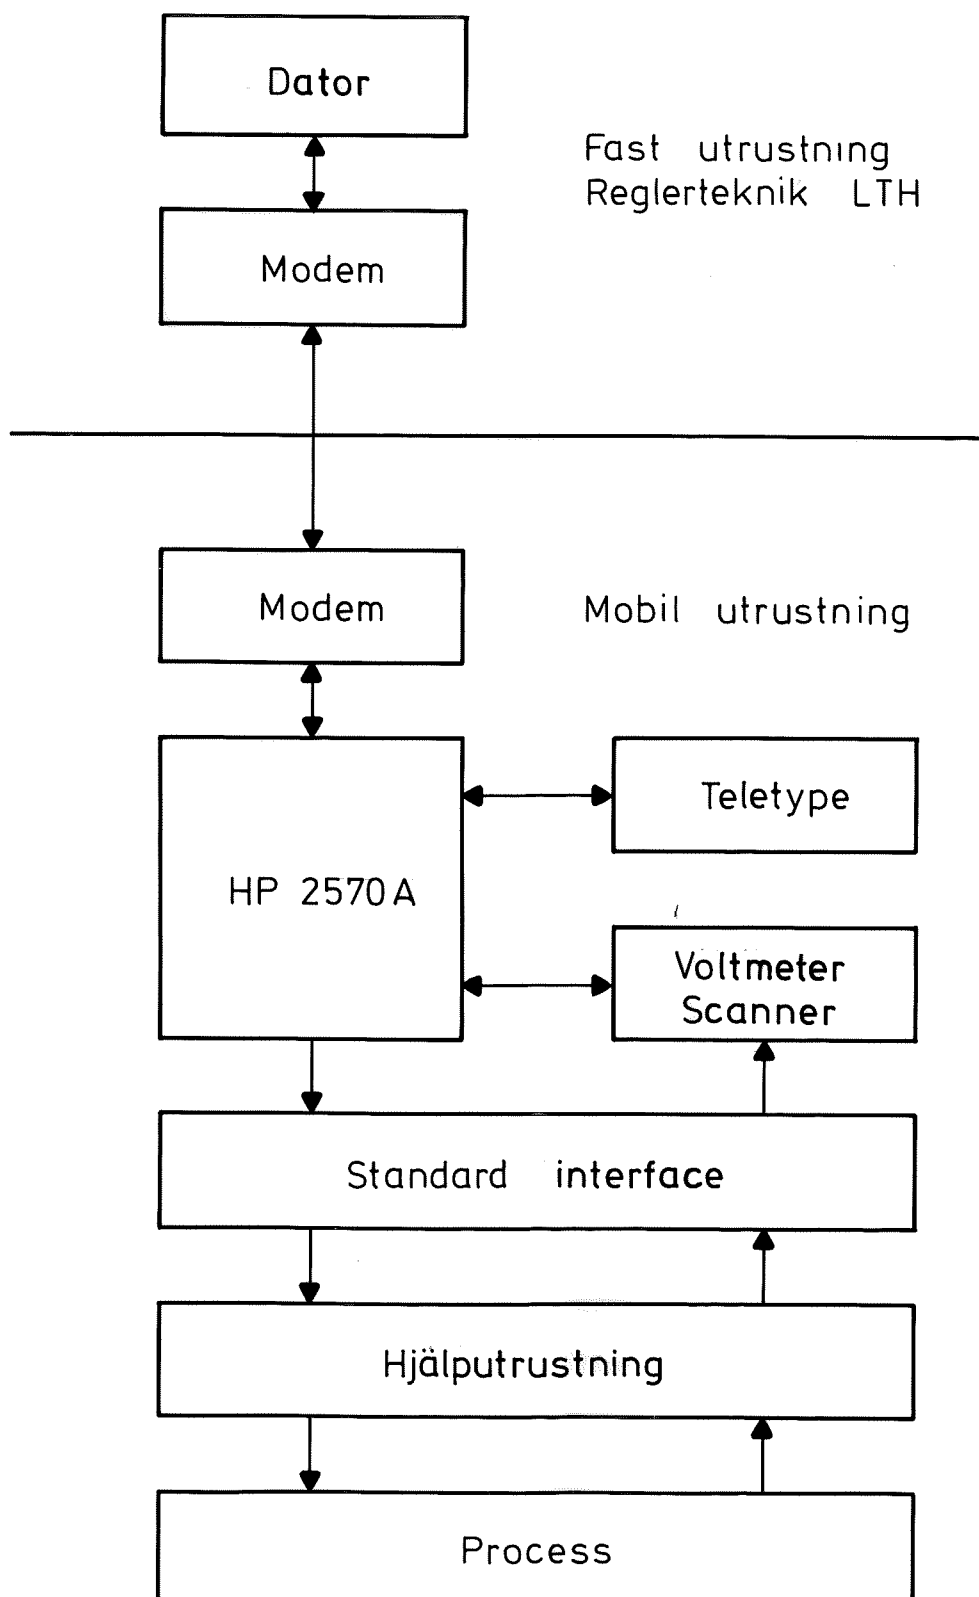 Dator
Fast utrustning
Reglerteknik LTH
Modem
Modem
Mobil utrustning
Teletype
HP 2570A
Voltmeter
Scanner
Standard interface
Hjälputrustning
Process